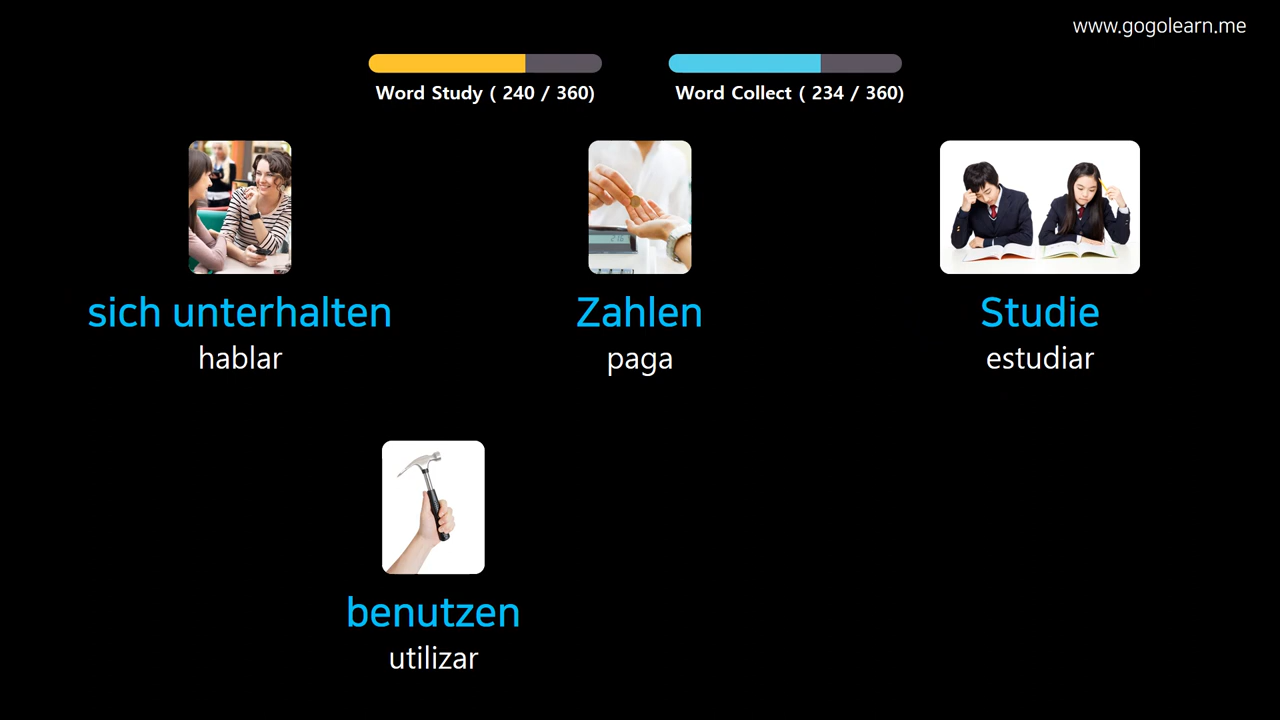 www.gogolearn.me
Word Study ( 240 / 360)
Word Collect ( 234 / 360)
sich unterhalten
hablar
Zahlen
paga
Studie
estudiar
benutzen
utilizar